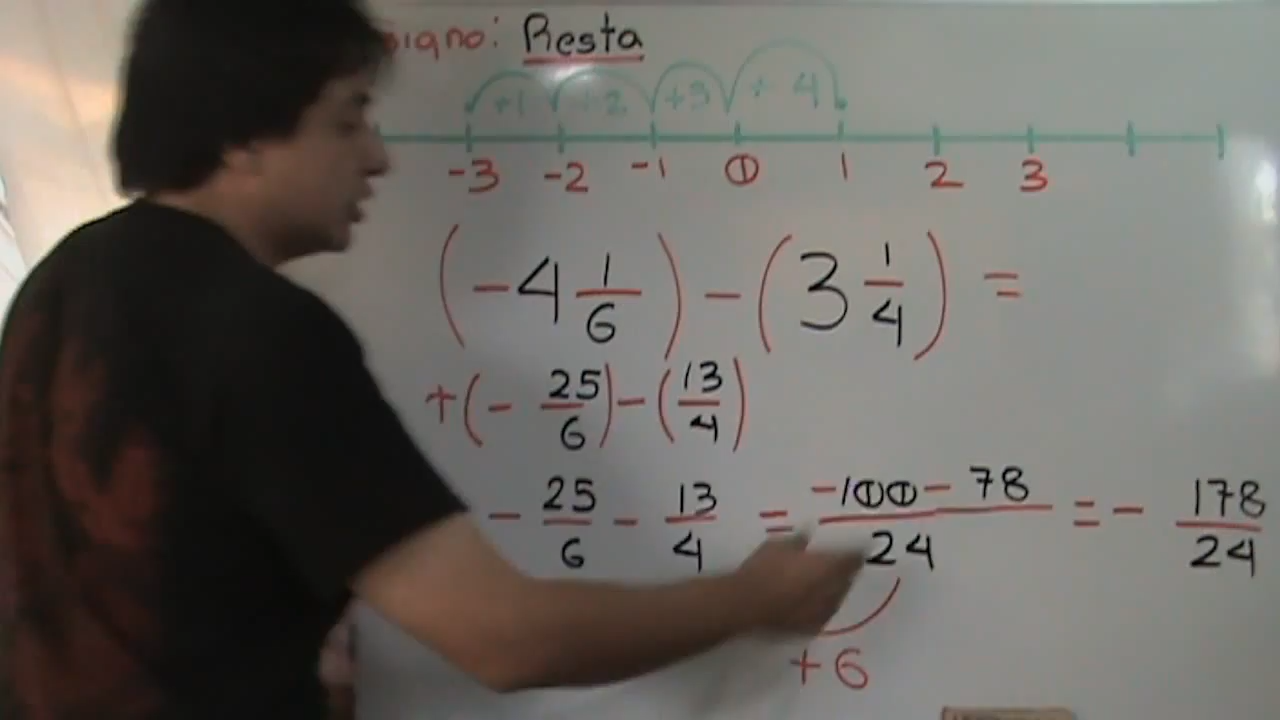 signo: Resta
+1 +2 +3 + 4
-3 -2 -1 0 1 2 3
(-4 1/6) - (3 1/4) =
+(- 25/6) - (13/4)
- 25/6 - 13/4 = -100 - 78 / 24 = - 178/24
+6